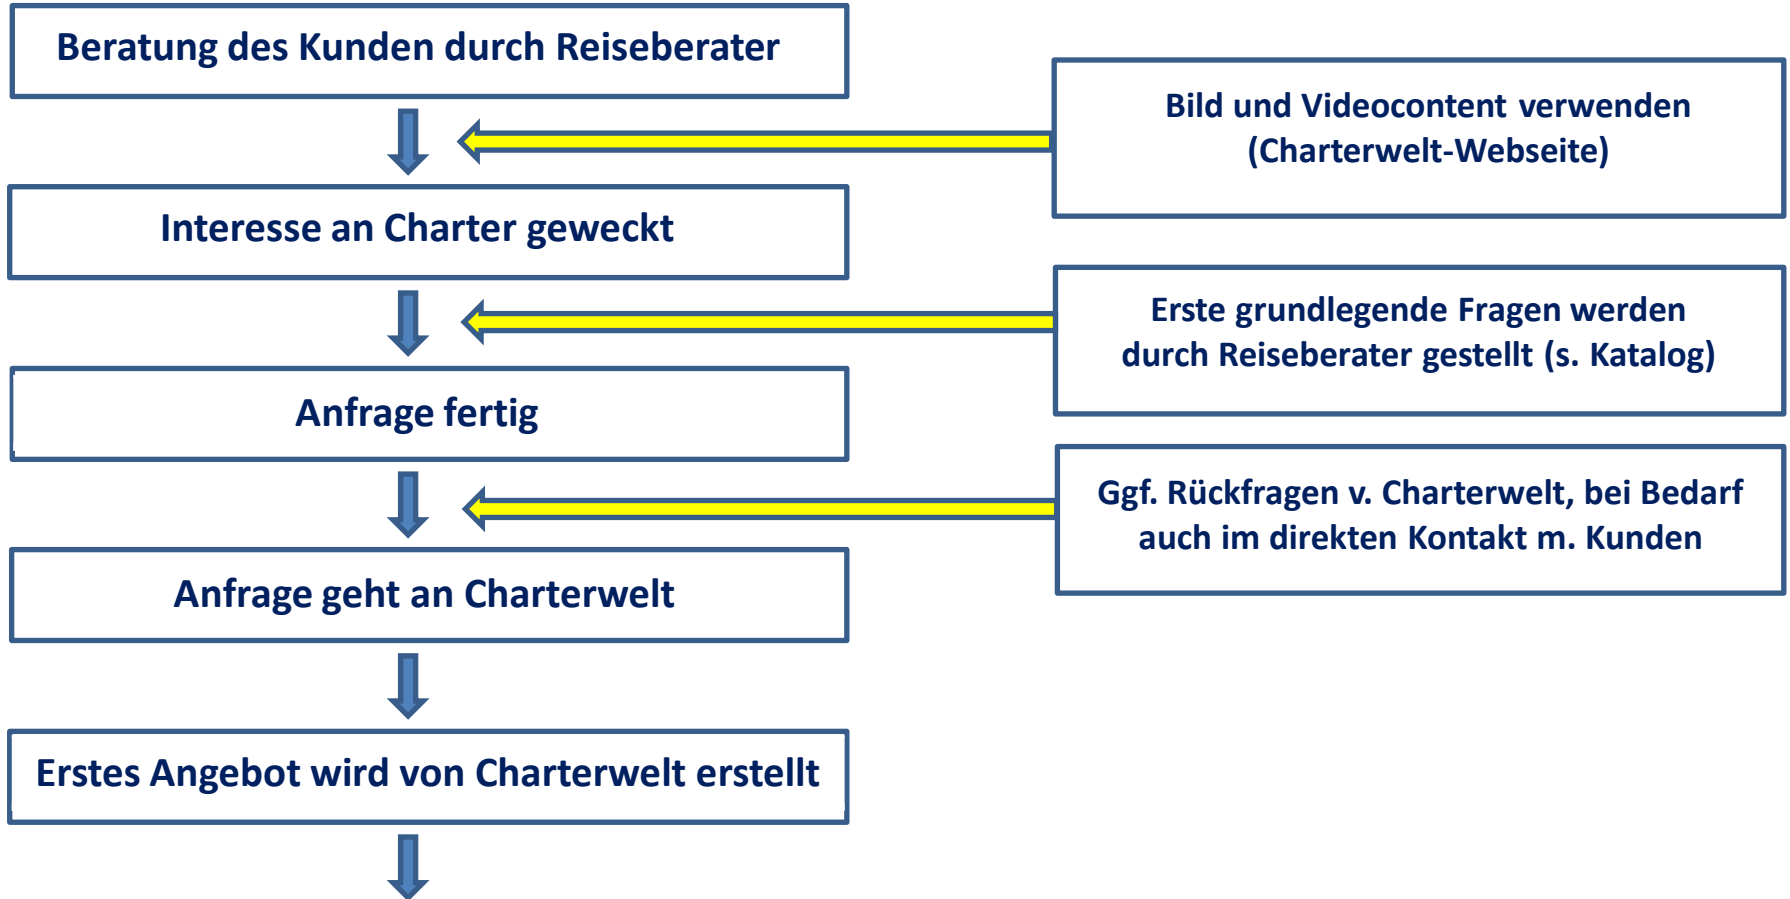 Beratung des Kunden durch Reiseberater
Bild und Videocontent verwenden
(Charterwelt-Webseite)
Interesse an Charter geweckt
Erste grundlegende Fragen werden
durch Reiseberater gestellt (s. Katalog)
Anfrage fertig
Ggf. Rückfragen v. Charterwelt, bei Bedarf
auch im direkten Kontakt m. Kunden
Anfrage geht an Charterwelt
Erstes Angebot wird von Charterwelt erstellt